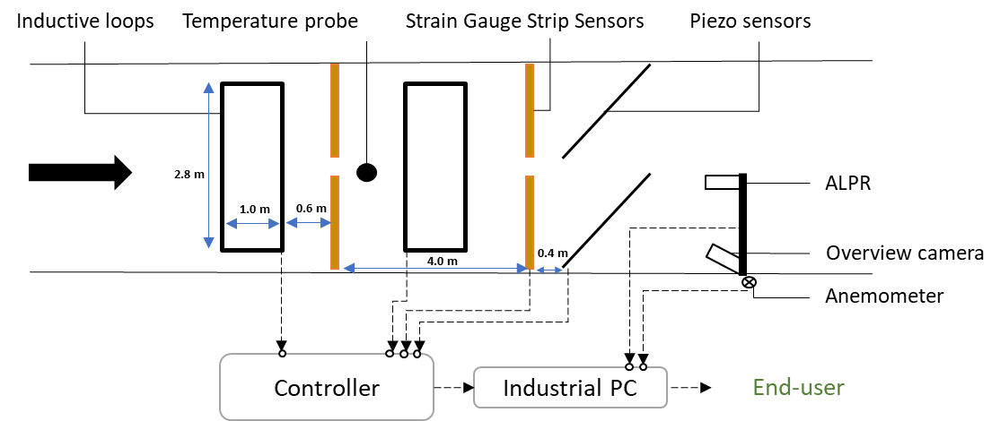 Inductive loops
Temperature probe
Strain Gauge Strip Sensors
Piezo sensors
2.8 m
1.0 m
0.6 m
4.0 m
0.4 m
ALPR
Overview camera
Anemometer
Controller
Industrial PC
End-user